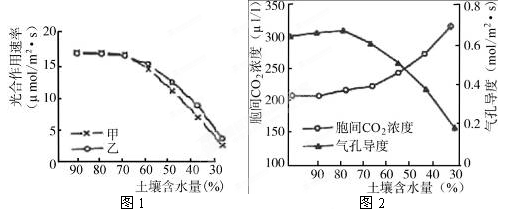 光合作用速率
(μmol/m²·s)
20
15
10
5
0
甲
乙
90 80 70 60 50 40 30
土壤含水量(%)
图1
胞间CO₂浓度(μl/l)
350
300
250
200
150
100
胞间CO₂浓度
气孔导度
90 80 70 60 50 40 30
土壤含水量(%)
图2
0.8
0.6
0.4
0.2
0
气孔导度(mol/m²·s)